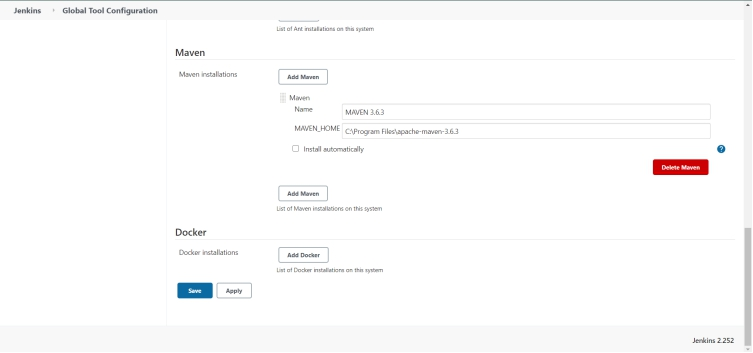 Jenkins › Global Tool Configuration
List of Ant installations on this system
Maven
Maven installations
Add Maven
Maven
Name
MAVEN 3.6.3
MAVEN_HOME
C:\Program Files\apache-maven-3.6.3
Install automatically
?
Delete Maven
Add Maven
List of Maven installations on this system
Docker
Docker installations
Add Docker
List of Docker installations on this system
Save
Apply
Jenkins 2.252